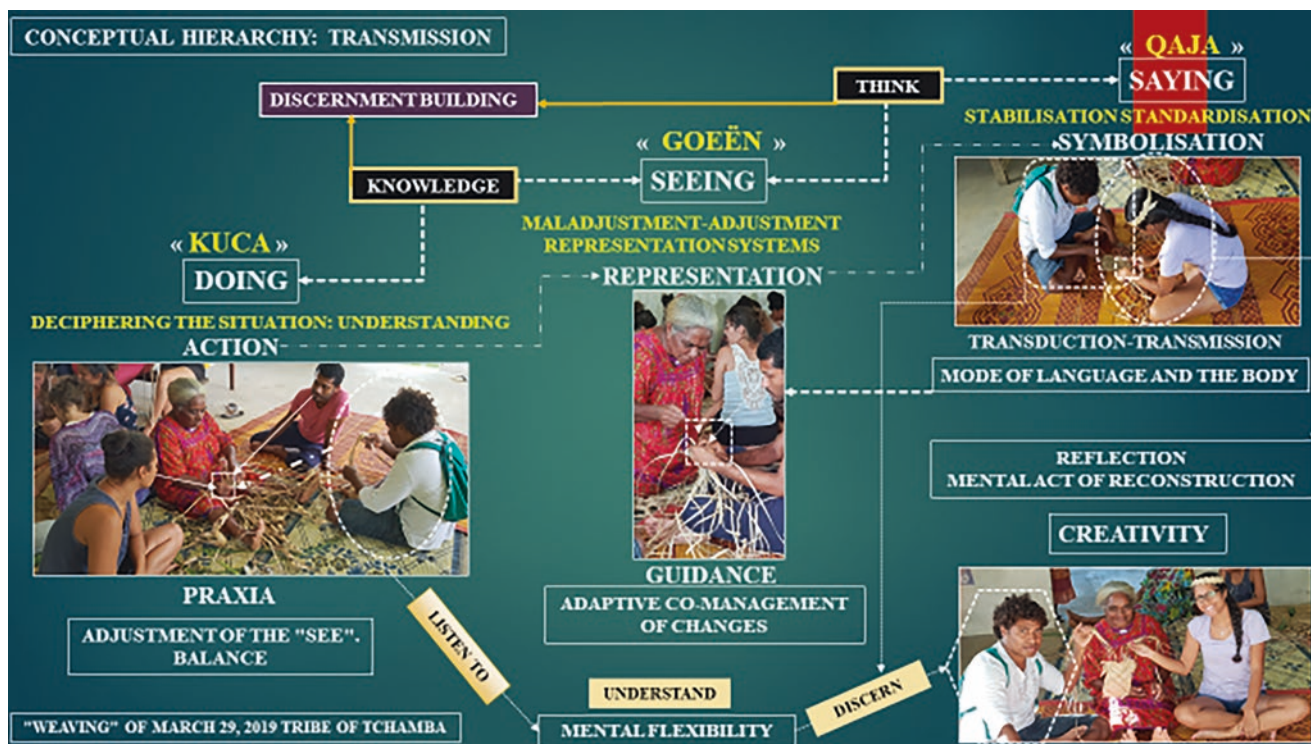 CONCEPTUAL HIERARCHY: TRANSMISSION
« QAJA »
THINK
SAYING
DISCERNMENT BUILDING
STABILISATION STANDARDISATION
« GOEËN »
SYMBOLISATION
KNOWLEDGE
SEEING
MALADJUSTMENT-ADJUSTMENT
REPRESENTATION SYSTEMS
« KUCA »
DOING
REPRESENTATION
DECIPHERING THE SITUATION: UNDERSTANDING
ACTION
TRANSDUCTION-TRANSMISSION
MODE OF LANGUAGE AND THE BODY
REFLECTION
MENTAL ACT OF RECONSTRUCTION
CREATIVITY
GUIDANCE
ADAPTIVE CO-MANAGEMENT
OF CHANGES
PRAXIA
ADJUSTMENT OF THE "SEE".
BALANCE
LISTEN TO
UNDERSTAND
DISCERN
"WEAVING" OF MARCH 29, 2019 TRIBE OF TCHAMBA
MENTAL FLEXIBILITY